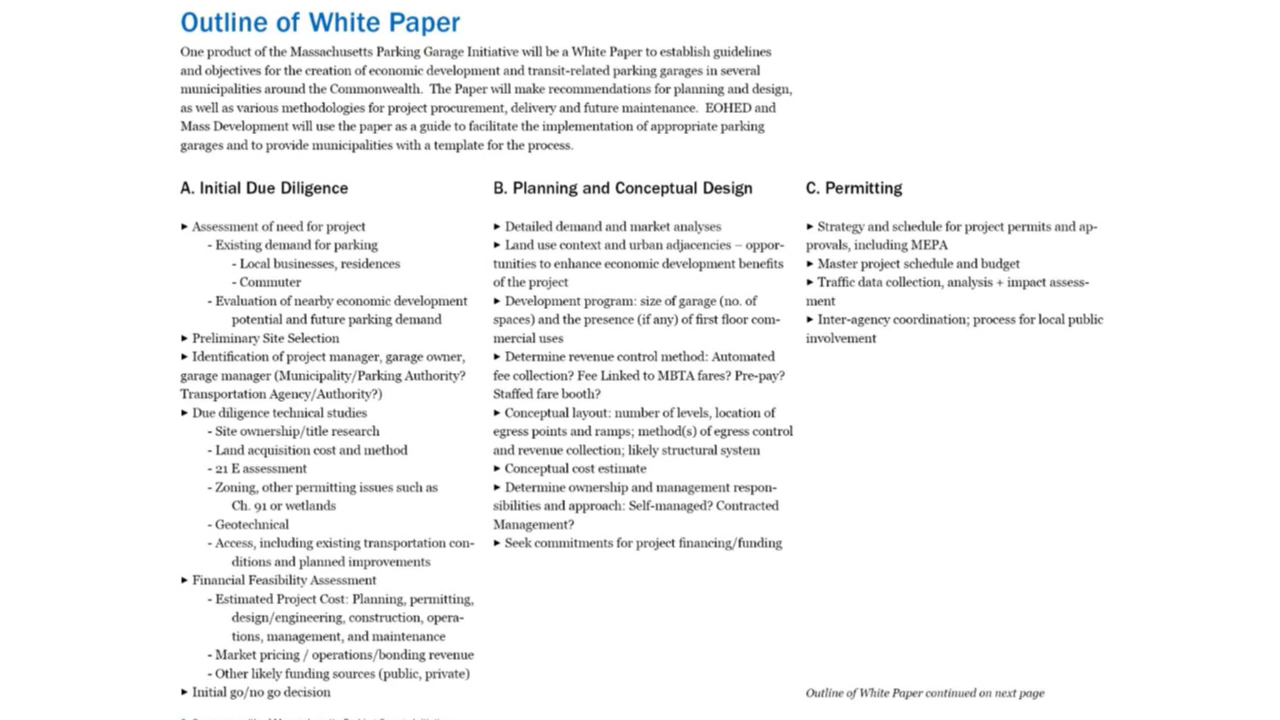 Outline of White Paper
One product of the Massachusetts Parking Garage Initiative will be a White Paper to establish guidelines
and objectives for the creation of economic development and transit-related parking garages in several
municipalities around the Commonwealth. The Paper will make recommendations for planning and design,
as well as various methodologies for project procurement, delivery and future maintenance. EOHED and
Mass Development will use the paper as a guide to facilitate the implementation of appropriate parking
garages and to provide municipalities with a template for the process.
A. Initial Due Diligence
▸ Assessment of need for project
- Existing demand for parking
- Local businesses, residences
- Commuter
- Evaluation of nearby economic development
potential and future parking demand
▸ Preliminary Site Selection
▸ Identification of project manager, garage owner,
garage manager (Municipality/Parking Authority?
Transportation Agency/Authority?)
▸ Due diligence technical studies
- Site ownership/title research
- Land acquisition cost and method
- 21 E assessment
- Zoning, other permitting issues such as
Ch. 91 or wetlands
- Geotechnical
- Access, including existing transportation con-
ditions and planned improvements
▸ Financial Feasibility Assessment
- Estimated Project Cost: Planning, permitting,
design/engineering, construction, opera-
tions, management, and maintenance
- Market pricing / operations/bonding revenue
- Other likely funding sources (public, private)
▸ Initial go/no go decision
B. Planning and Conceptual Design
▸ Detailed demand and market analyses
▸ Land use context and urban adjacencies – oppor-
tunities to enhance economic development benefits
of the project
▸ Development program: size of garage (no. of
spaces) and the presence (if any) of first floor com-
mercial uses
▸ Determine revenue control method: Automated
fee collection? Fee Linked to MBTA fares? Pre-pay?
Staffed fare booth?
▸ Conceptual layout: number of levels, location of
egress points and ramps; method(s) of egress control
and revenue collection; likely structural system
▸ Conceptual cost estimate
▸ Determine ownership and management respon-
sibilities and approach: Self-managed? Contracted
Management?
▸ Seek commitments for project financing/funding
C. Permitting
▸ Strategy and schedule for project permits and ap-
provals, including MEPA
▸ Master project schedule and budget
▸ Traffic data collection, analysis + impact assess-
ment
▸ Inter-agency coordination; process for local public
involvement
Outline of White Paper continued on next page